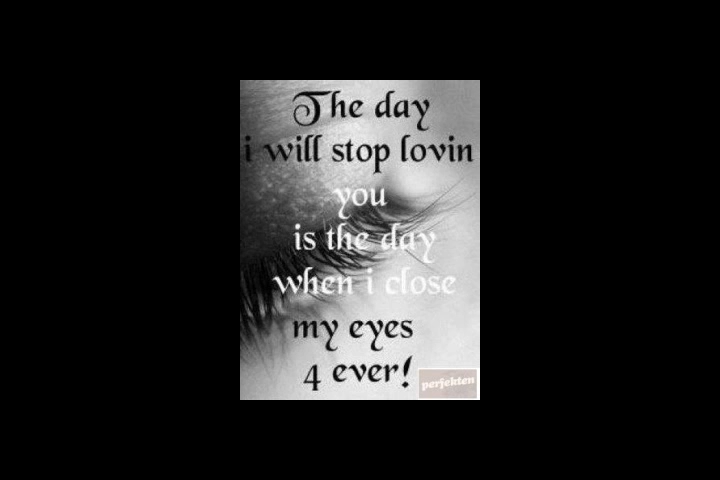 The day
i will stop lovin
you
is the day
when i close
my eyes
4 ever!
perfekten